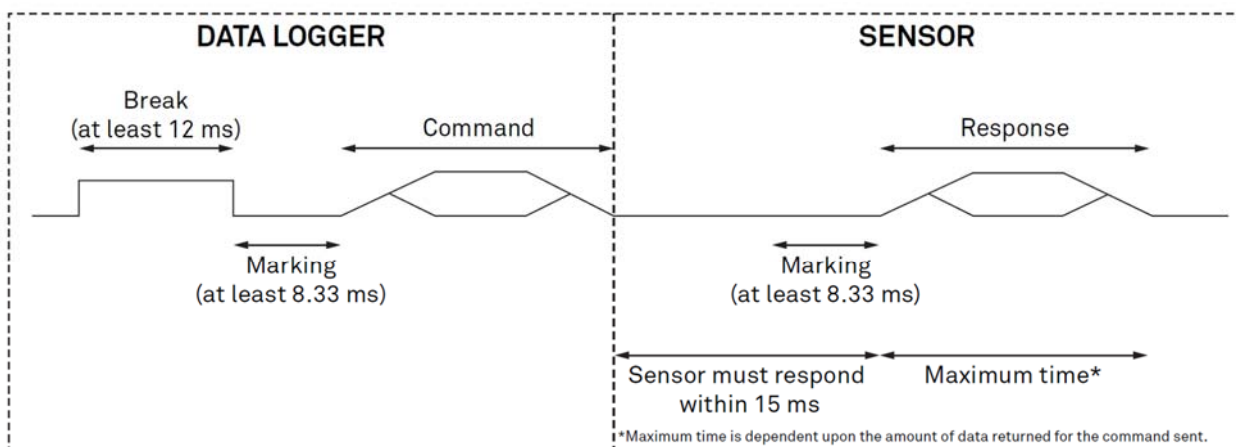 DATA LOGGER
SENSOR
Break
(at least 12 ms)
Command
Response
Marking
(at least 8.33 ms)
Marking
(at least 8.33 ms)
Sensor must respond
within 15 ms
Maximum time*
*Maximum time is dependent upon the amount of data returned for the command sent.